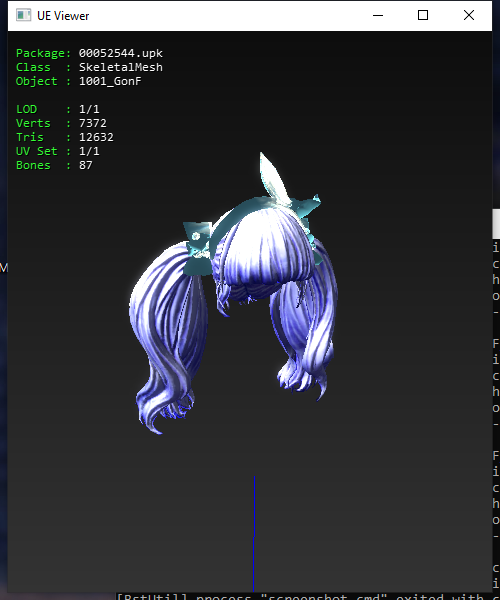 UE Viewer
Package: 00052544.upk
Class  : SkeletalMesh
Object : 1001_GonF
LOD    : 1/1
Verts  : 7372
Tris   : 12632
UV Set : 1/1
Bones  : 87
M
i
c
h
o
-
F
i
c
h
o
-
F
i
c
h
o
-
c
i
[BstUtil] process "screenshot.cmd" exited with c